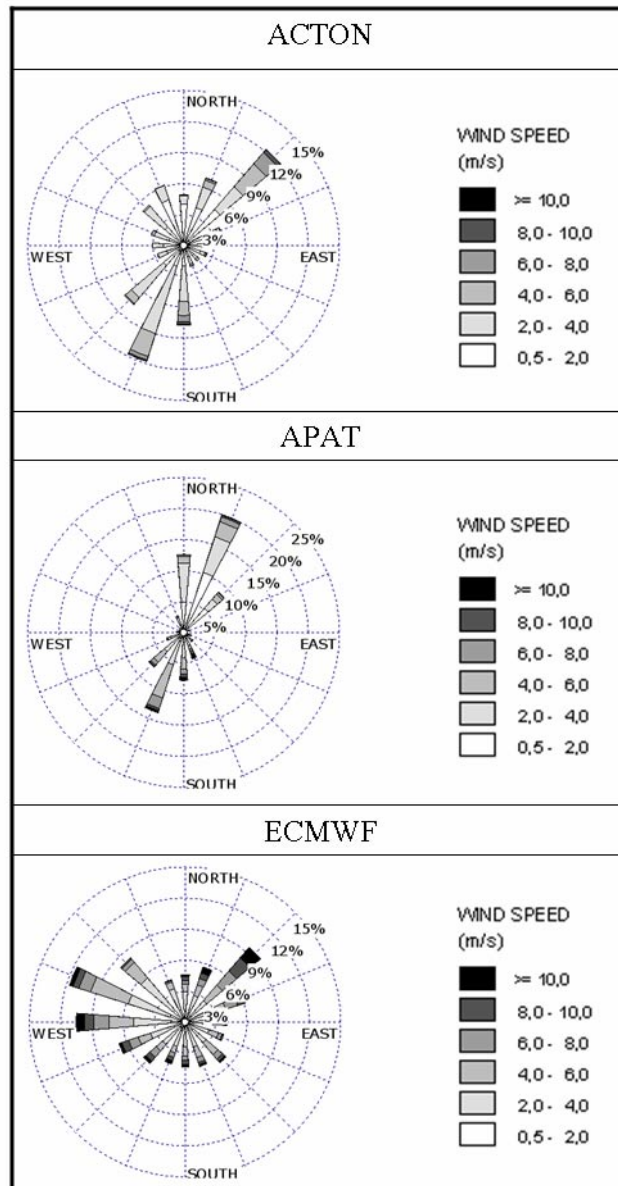 ACTON
NORTH
15%
12%
9%
6%
3%
WEST
EAST
SOUTH
WIND SPEED
(m/s)
>= 10,0
8,0 - 10,0
6,0 - 8,0
4,0 - 6,0
2,0 - 4,0
0,5 - 2,0
APAT
NORTH
25%
20%
15%
10%
5%
WEST
EAST
SOUTH
WIND SPEED
(m/s)
>= 10,0
8,0 - 10,0
6,0 - 8,0
4,0 - 6,0
2,0 - 4,0
0,5 - 2,0
ECMWF
NORTH
15%
12%
9%
6%
3%
WEST
EAST
SOUTH
WIND SPEED
(m/s)
>= 10,0
8,0 - 10,0
6,0 - 8,0
4,0 - 6,0
2,0 - 4,0
0,5 - 2,0